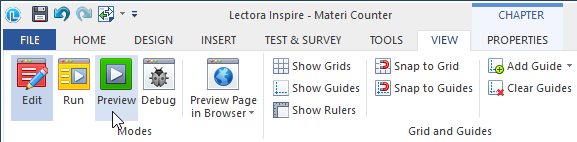 Lectora Inspire - Materi Counter
CHAPTER
FILE HOME DESIGN INSERT TEST & SURVEY TOOLS VIEW PROPERTIES
Edit Run Preview Debug
Preview Page
in Browser
Show Grids
Show Guides
Show Rulers
Snap to Grid
Snap to Guides
Add Guide
Clear Guides
Modes
Grid and Guides